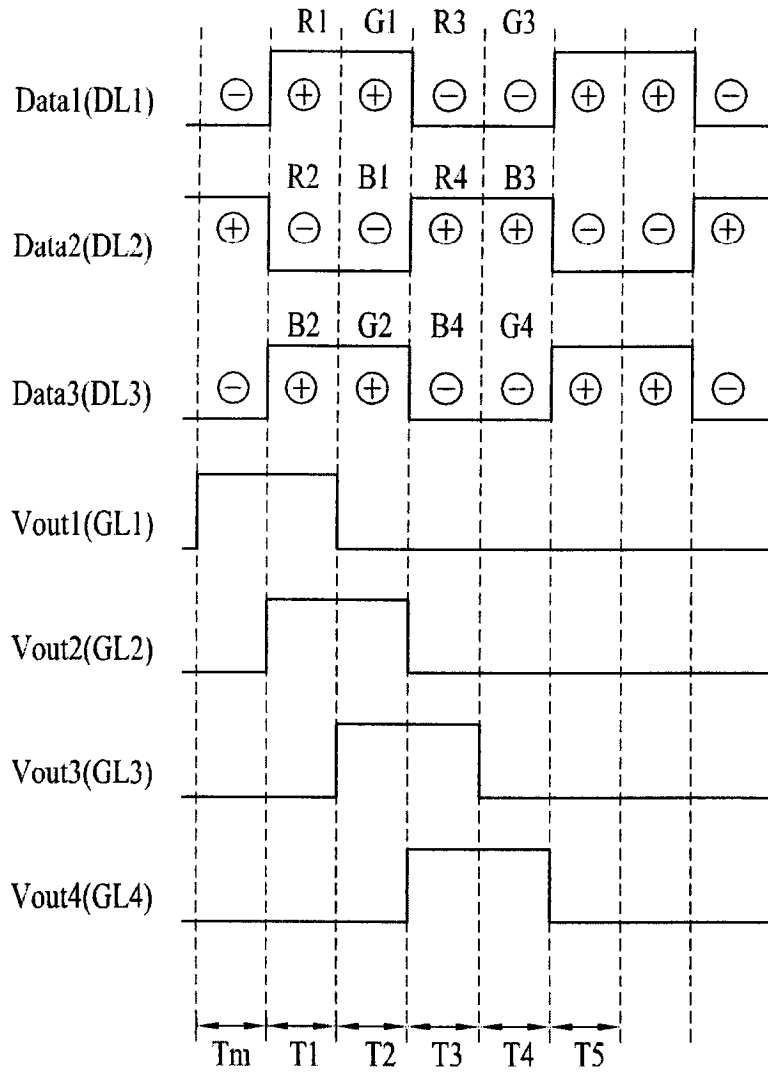 R1 G1 R3 G3
Data1(DL1) ⊖ ⊕ ⊕ ⊖ ⊖ ⊕ ⊕ ⊖
R2 B1 R4 B3
Data2(DL2) ⊕ ⊖ ⊖ ⊕ ⊕ ⊖ ⊖ ⊕
B2 G2 B4 G4
Data3(DL3) ⊖ ⊕ ⊕ ⊖ ⊖ ⊕ ⊕ ⊖
Vout1(GL1)
Vout2(GL2)
Vout3(GL3)
Vout4(GL4)
Tm T1 T2 T3 T4 T5